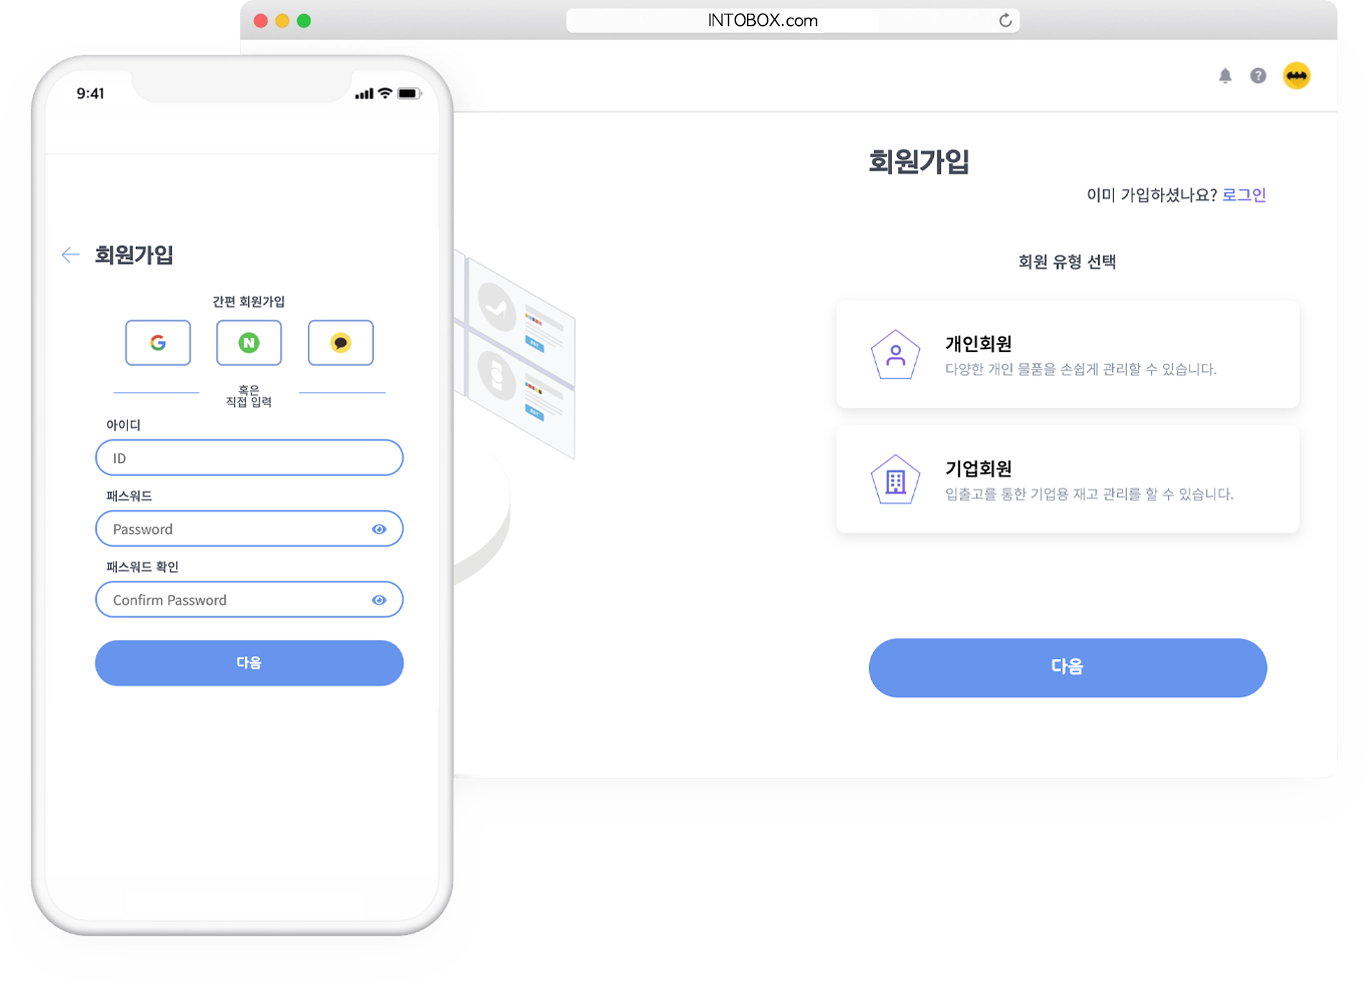 INTOBOX.com
회원가입
이미 가입하셨나요? 로그인
회원 유형 선택
개인회원
다양한 개인 물품을 손쉽게 관리할 수 있습니다.
기업회원
입출고를 통한 기업용 재고 관리를 할 수 있습니다.
다음
9:41
회원가입
간편 회원가입
G
N
혹은
직접 입력
아이디
ID
패스워드
Password
패스워드 확인
Confirm Password
다음